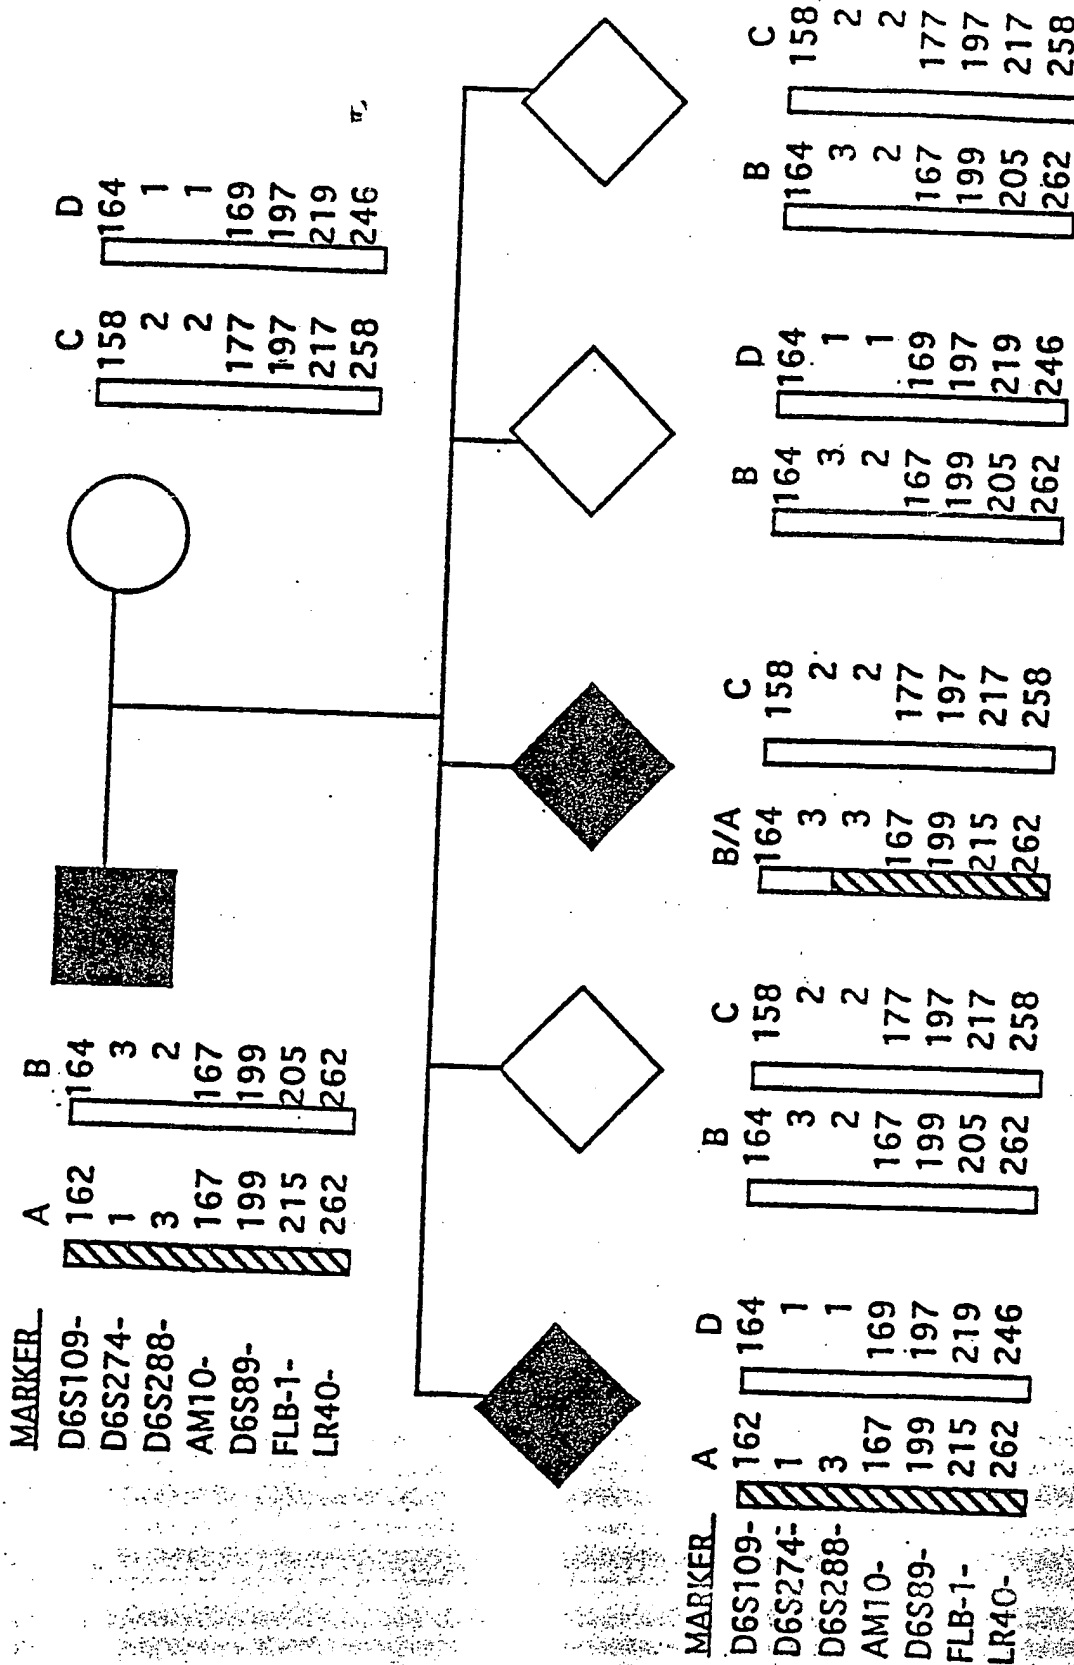 MARKER A B C D
D6S109- 162 164 158 164
D6S274- 1 3 2 1
D6S288- 3 2 2 1
AM10- 167 167 177 169
D6S89- 199 199 197 197
FLB-1- 215 205 217 219
LR40- 262 262 258 246
MARKER A D B C B/A C B D B C
D6S109- 162 164 164 158 164 158 164 164 164 158
D6S274- 1 1 3 2 3 2 3 1 3 2
D6S288- 3 1 2 2 3 2 2 1 2 2
AM10- 167 169 167 177 167 177 167 169 167 177
D6S89- 199 197 199 197 199 197 199 197 199 197
FLB-1- 215 219 205 217 215 217 205 219 205 217
LR40- 262 246 262 258 262 258 262 246 262 258